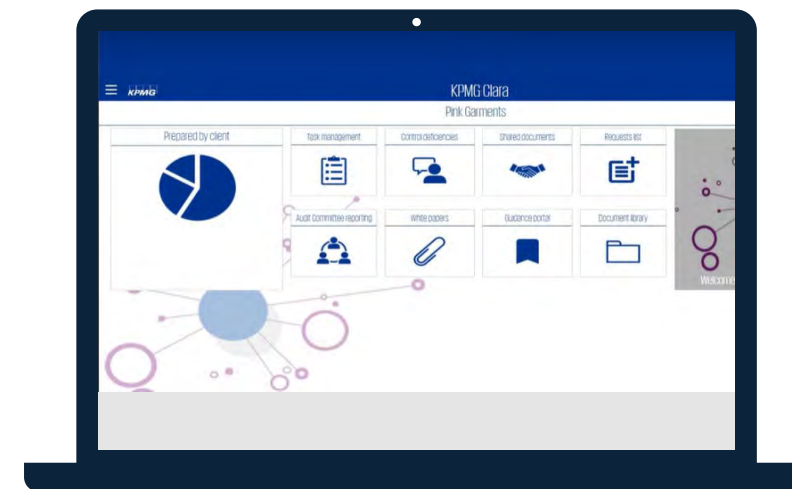 KPMG
KPMG Clara
Pink Garments
Prepared by client
Task management
Control deficiencies
Shared documents
Requests list
Audit Committee reporting
White papers
Guidance portal
Document library
Welcome